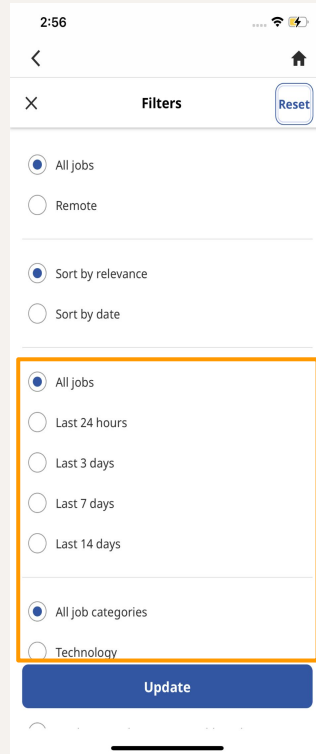 2:56
Filters
Reset
All jobs
Remote
Sort by relevance
Sort by date
All jobs
Last 24 hours
Last 3 days
Last 7 days
Last 14 days
All job categories
Technology
Update